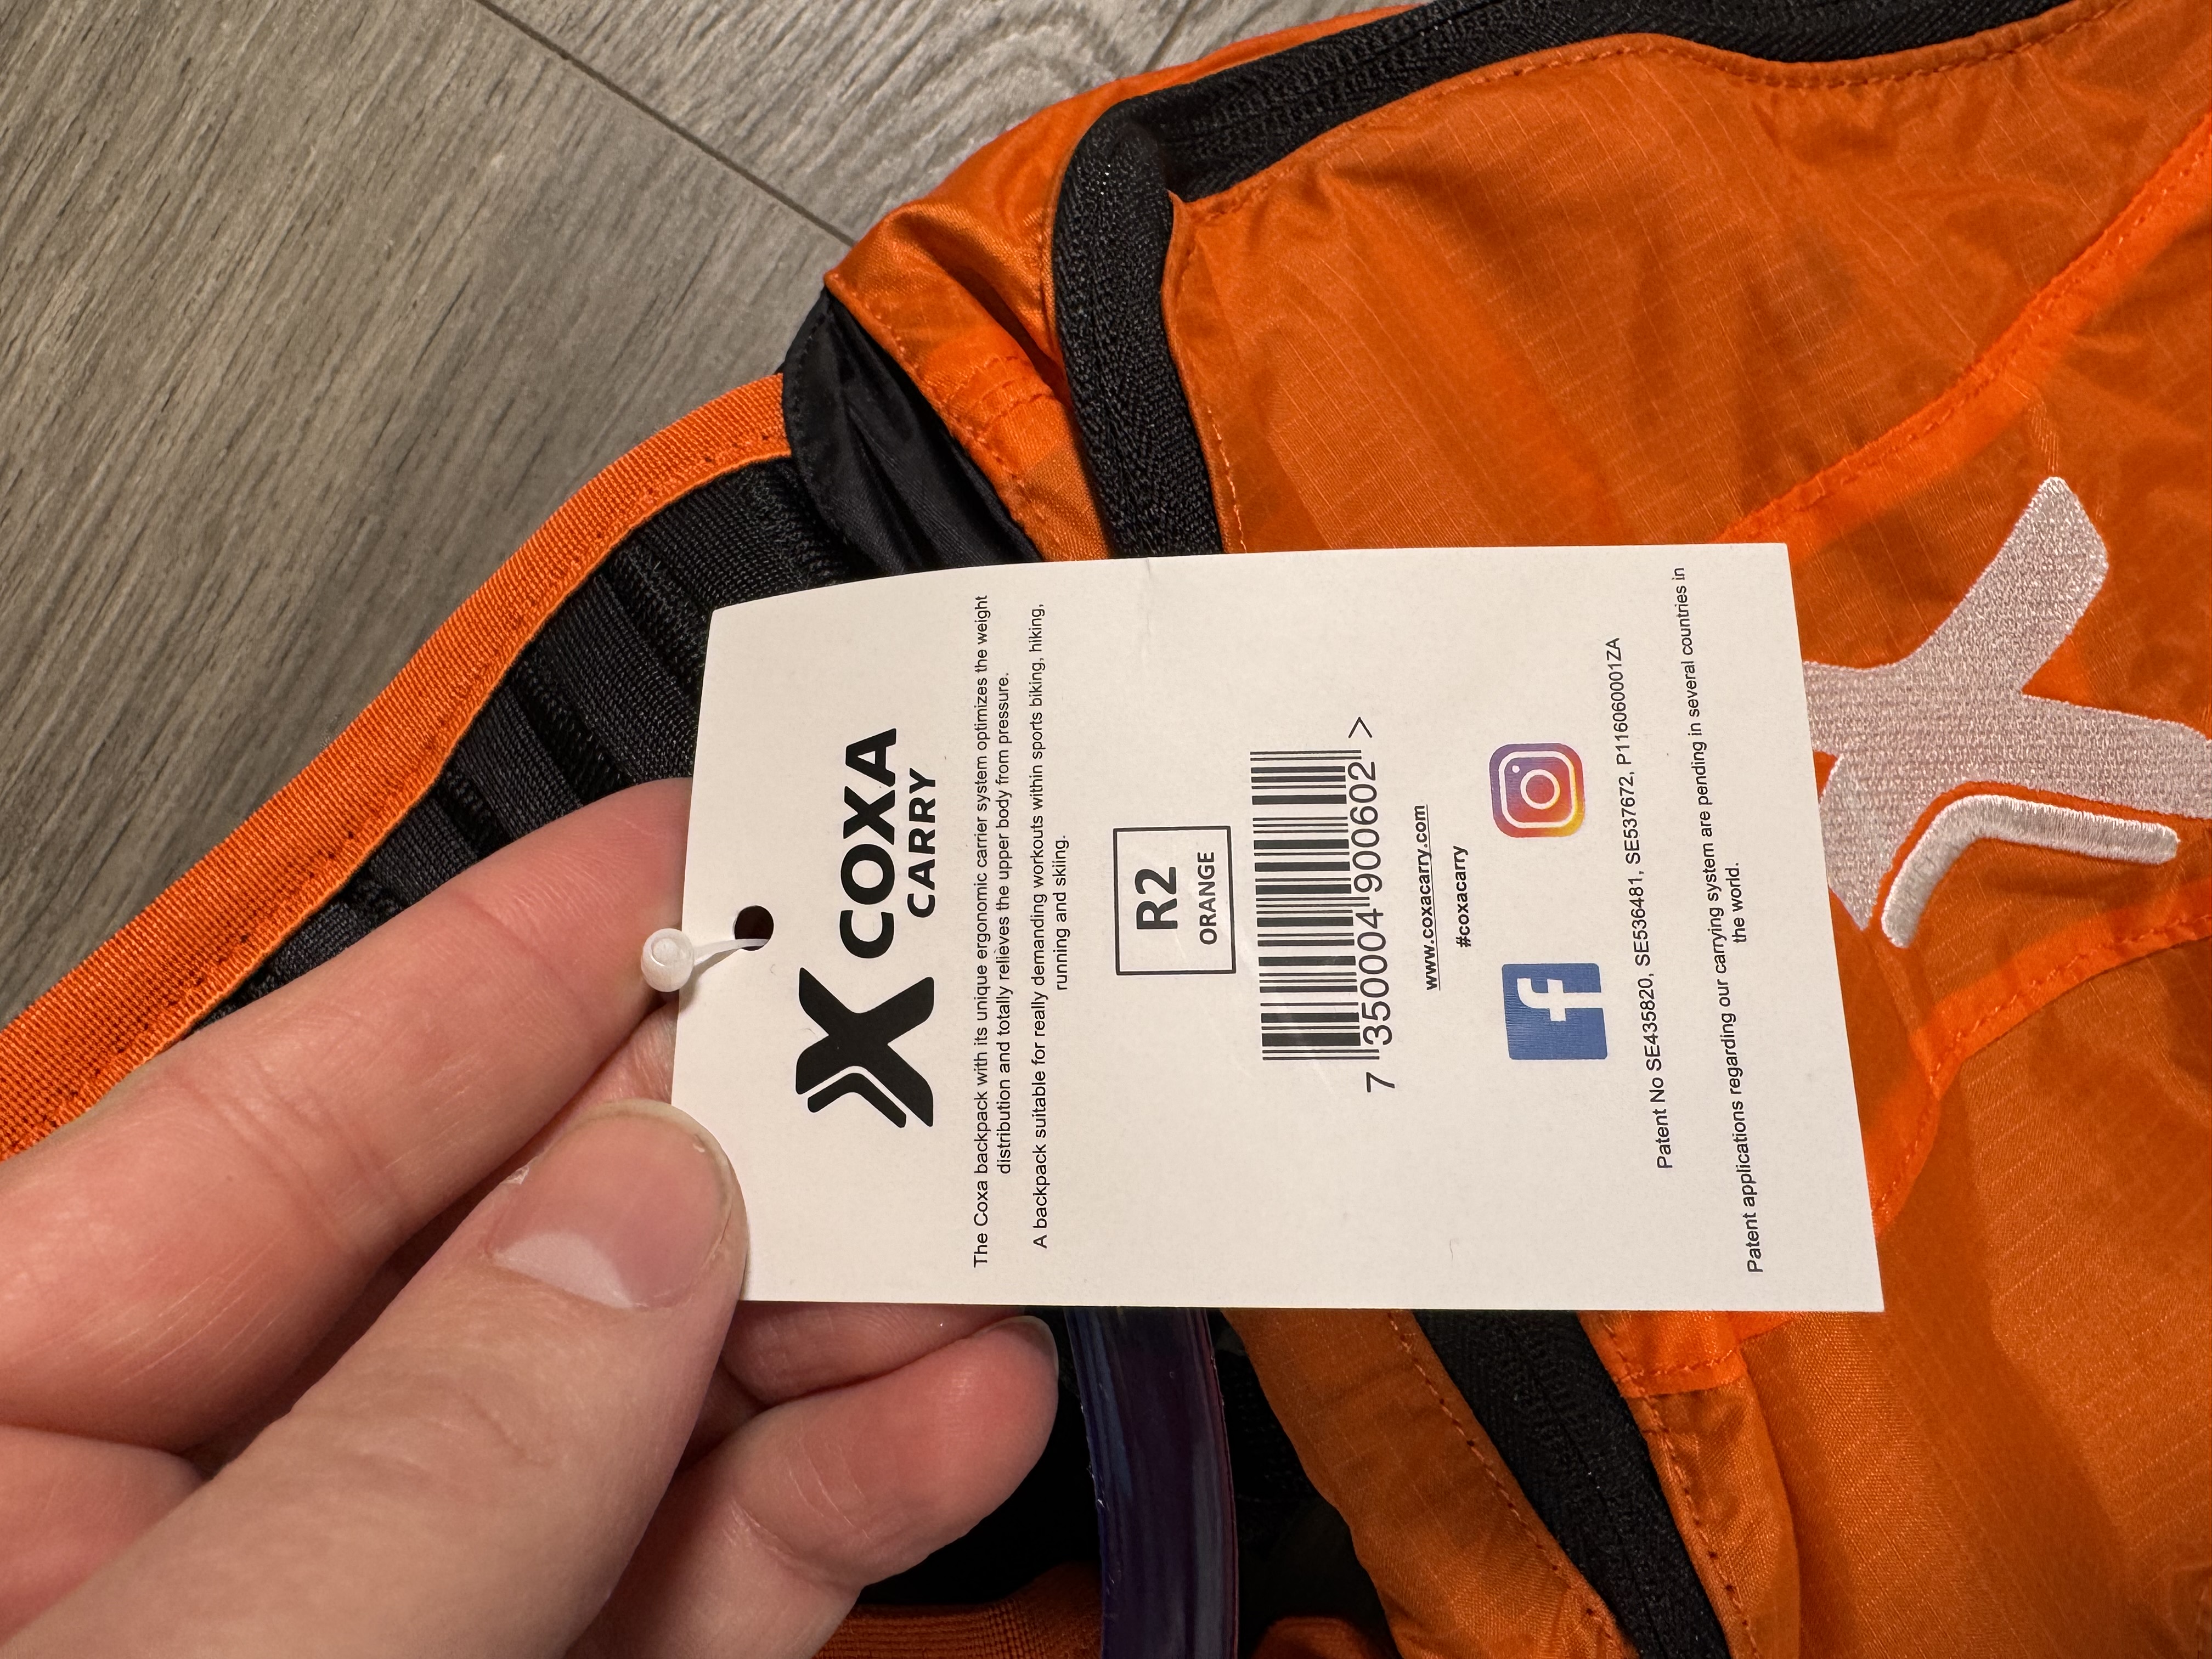 COXA
CARRY
The Coxa backpack with its unique ergonomic carrier system optimizes the weight
distribution and totally relieves the upper body from pressure.
A backpack suitable for really demanding workouts within sports biking, hiking,
running and skiing.
R2
ORANGE
7 350004 900602 >
www.coxacarry.com
#coxacarry
Patent No SE435820, SE536481, SE537672, P116060001ZA
Patent applications regarding our carrying system are pending in several countries in
the world.